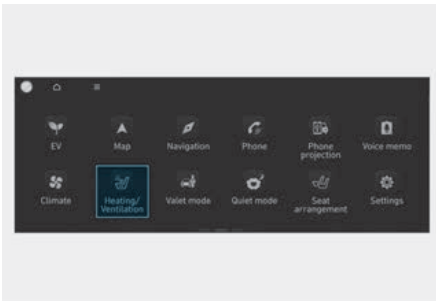 EV
Map
Navigation
Phone
Phone
projection
Voice memo
Climate
Heating/
Ventilation
Valet mode
Quiet mode
Seat
arrangement
Settings